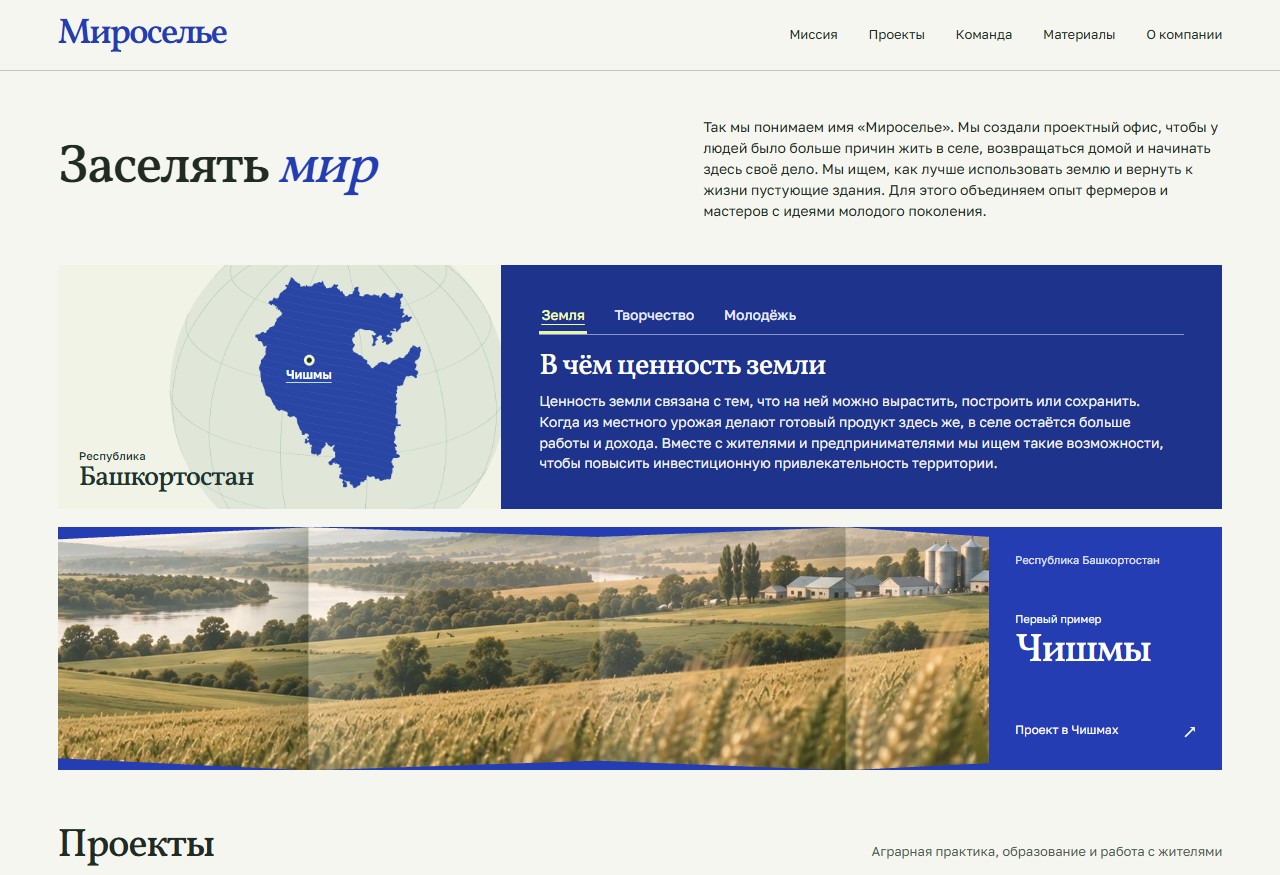 Мироселье
Миссия Проекты Команда Материалы О компании
Заселять мир
Так мы понимаем имя «Мироселье». Мы создали проектный офис, чтобы у
людей было больше причин жить в селе, возвращаться домой и начинать
здесь своё дело. Мы ищем, как лучше использовать землю и вернуть к
жизни пустующие здания. Для этого объединяем опыт фермеров и
мастеров с идеями молодого поколения.
Чишмы
Республика
Башкортостан
Земля Творчество Молодёжь
В чём ценность земли
Ценность земли связана с тем, что на ней можно вырастить, построить или сохранить.
Когда из местного урожая делают готовый продукт здесь же, в селе остаётся больше
работы и дохода. Вместе с жителями и предпринимателями мы ищем такие возможности,
чтобы повысить инвестиционную привлекательность территории.
Республика Башкортостан
Первый пример
Чишмы
Проект в Чишмах ↗
Проекты
Аграрная практика, образование и работа с жителями